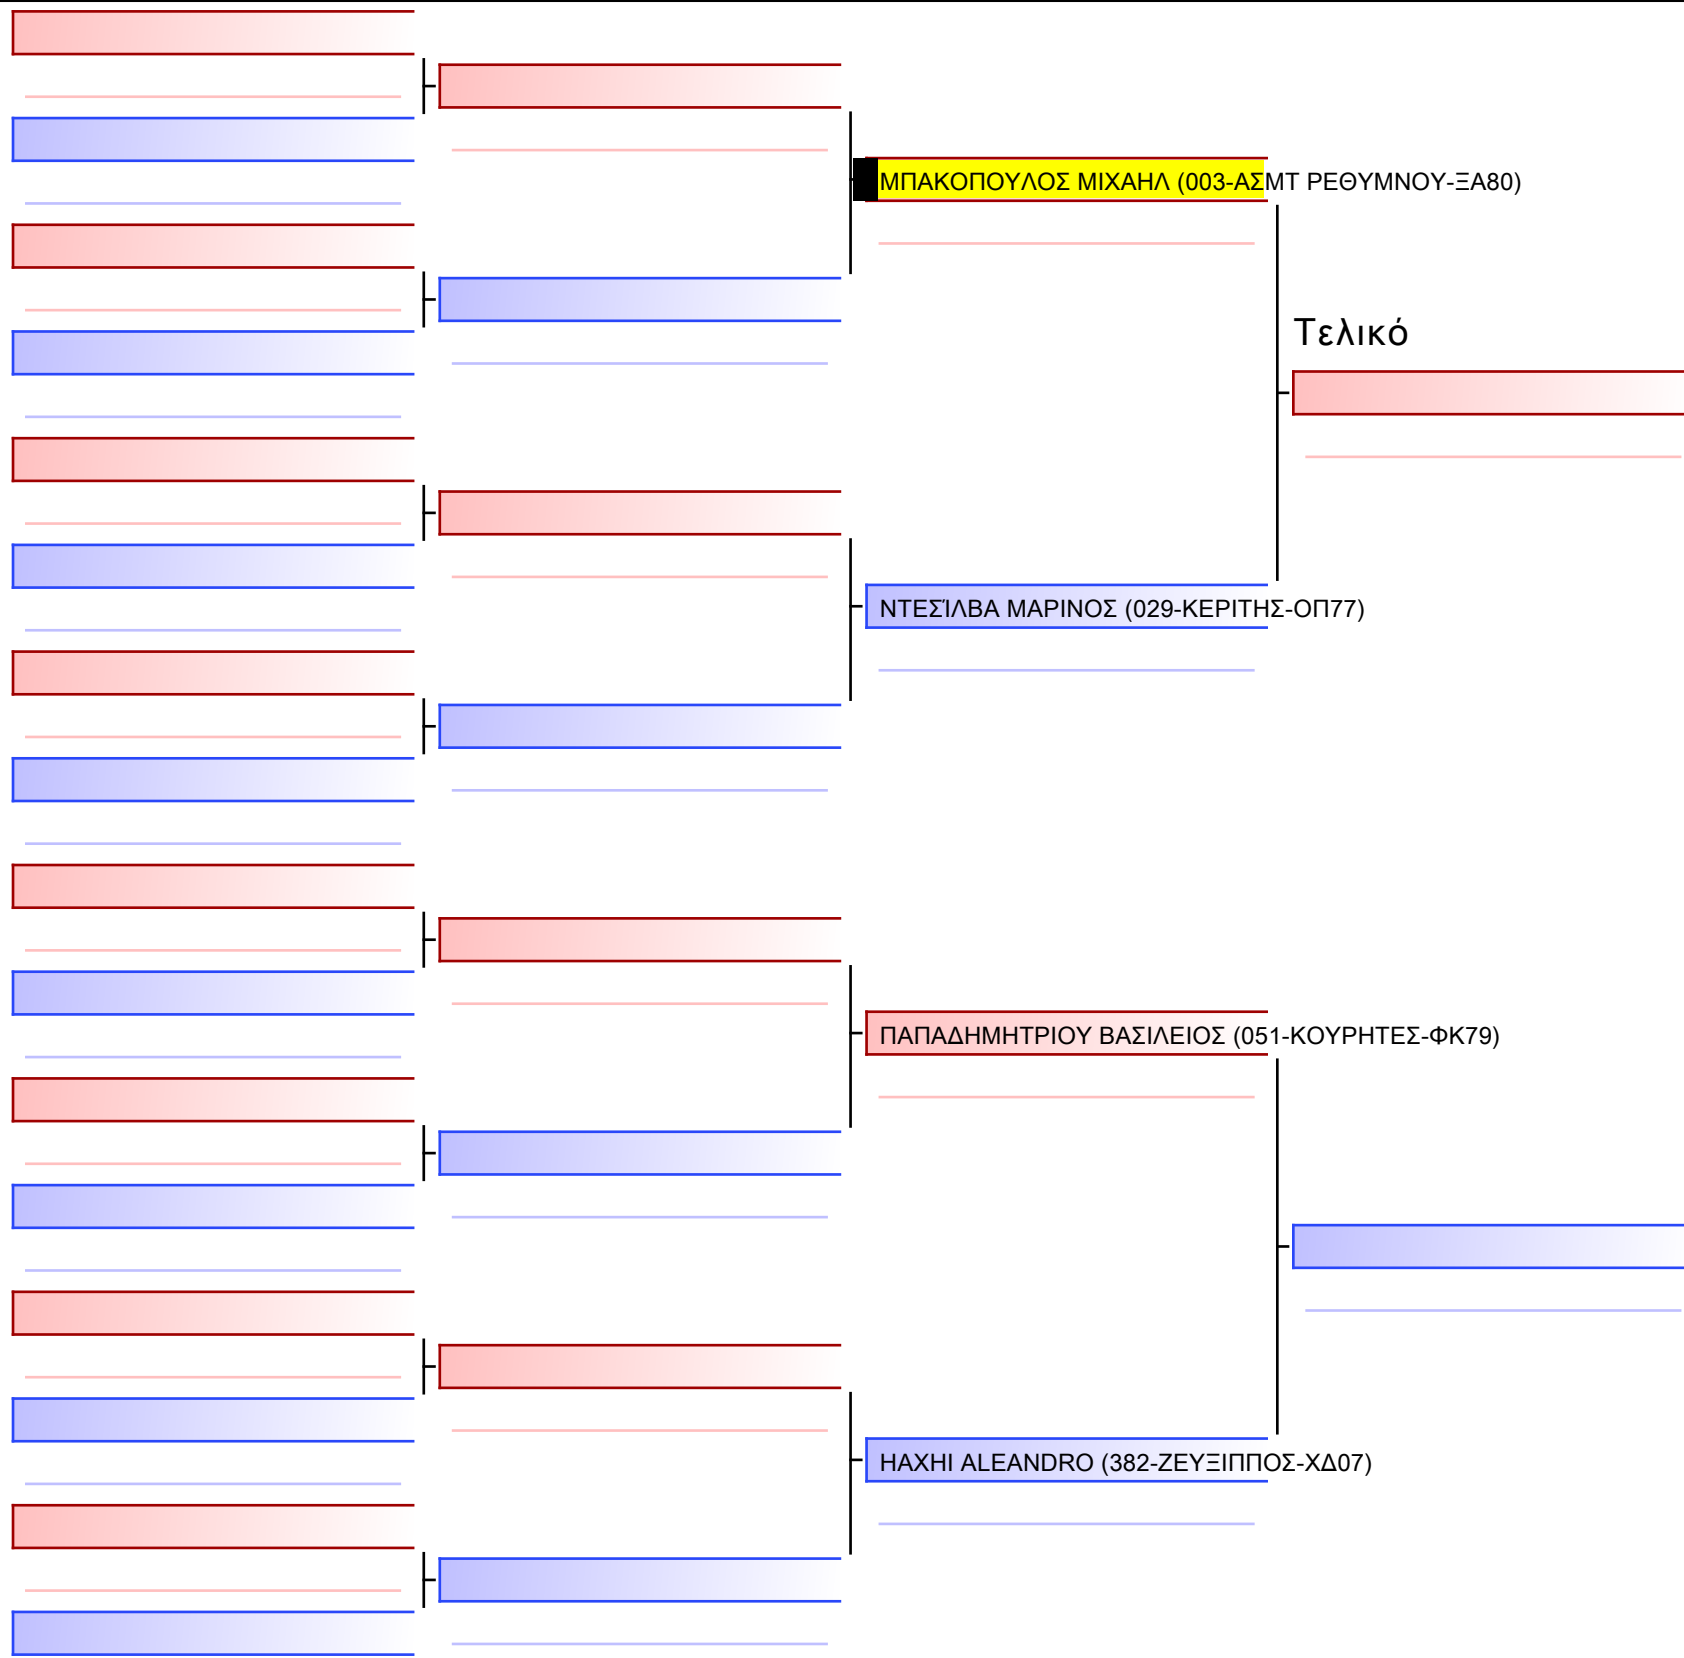 ΜΠΑΚΟΠΟΥΛΟΣ ΜΙΧΑΗΛ (003-ΑΣΜΤ ΡΕΘΥΜΝΟΥ-ΞΑ80)
Τελικό
ΝΤΕΣΊΛΒΑ ΜΑΡΙΝΟΣ (029-ΚΕΡΙΤΗΣ-ΟΠ77)
ΠΑΠΑΔΗΜΗΤΡΙΟΥ ΒΑΣΙΛΕΙΟΣ (051-ΚΟΥΡΗΤΕΣ-ΦΚ79)
HAXHI ALEANDRO (382-ΖΕΥΞΙΠΠΟΣ-ΧΔ07)